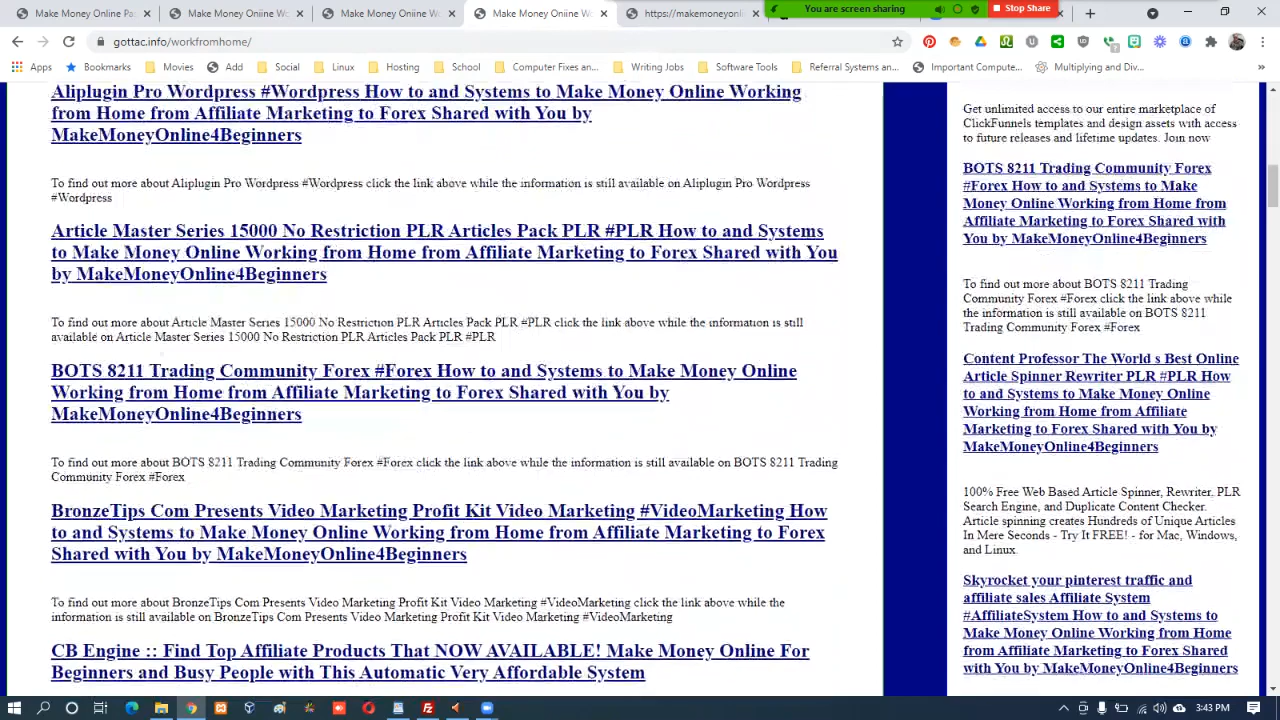 Make Money Online Wo
Make Money Online Wo
Make Money Online Wo
Make Money Online Wo
https://makemoneyonli
You are screen sharing
Stop Share
gottac.info/workfromhome/
Apps
Bookmarks
Movies
Add
Social
Linux
Hosting
School
Computer Fixes an...
Writing Jobs
Software Tools
Referral Systems an...
Important Compute...
Multiplying and Div...
Aliplugin Pro Wordpress #Wordpress How to and Systems to Make Money Online Working
from Home from Affiliate Marketing to Forex Shared with You by
MakeMoneyOnline4Beginners
To find out more about Aliplugin Pro Wordpress #Wordpress click the link above while the information is still available on Aliplugin Pro Wordpress
#Wordpress
Article Master Series 15000 No Restriction PLR Articles Pack PLR #PLR How to and Systems
to Make Money Online Working from Home from Affiliate Marketing to Forex Shared with You
by MakeMoneyOnline4Beginners
To find out more about Article Master Series 15000 No Restriction PLR Articles Pack PLR #PLR click the link above while the information is still
available on Article Master Series 15000 No Restriction PLR Articles Pack PLR #PLR
BOTS 8211 Trading Community Forex #Forex How to and Systems to Make Money Online
Working from Home from Affiliate Marketing to Forex Shared with You by
MakeMoneyOnline4Beginners
To find out more about BOTS 8211 Trading Community Forex #Forex click the link above while the information is still available on BOTS 8211 Trading
Community Forex #Forex
BronzeTips Com Presents Video Marketing Profit Kit Video Marketing #VideoMarketing How
to and Systems to Make Money Online Working from Home from Affiliate Marketing to Forex
Shared with You by MakeMoneyOnline4Beginners
To find out more about BronzeTips Com Presents Video Marketing Profit Kit Video Marketing #VideoMarketing click the link above while the
information is still available on BronzeTips Com Presents Video Marketing Profit Kit Video Marketing #VideoMarketing
CB Engine :: Find Top Affiliate Products That NOW AVAILABLE! Make Money Online For
Beginners and Busy People with This Automatic Very Affordable System
Get unlimited access to our entire marketplace of
ClickFunnels templates and design assets with access
to future releases and lifetime updates. Join now
BOTS 8211 Trading Community Forex
#Forex How to and Systems to Make
Money Online Working from Home from
Affiliate Marketing to Forex Shared with
You by MakeMoneyOnline4Beginners
To find out more about BOTS 8211 Trading
Community Forex #Forex click the link above while
the information is still available on BOTS 8211
Trading Community Forex #Forex
Content Professor The World s Best Online
Article Spinner Rewriter PLR #PLR How
to and Systems to Make Money Online
Working from Home from Affiliate
Marketing to Forex Shared with You by
MakeMoneyOnline4Beginners
100% Free Web Based Article Spinner, Rewriter, PLR
Search Engine, and Duplicate Content Checker.
Article spinning creates Hundreds of Unique Articles
In Mere Seconds - Try It FREE! - for Mac, Windows,
and Linux.
Skyrocket your pinterest traffic and
affiliate sales Affiliate System
#AffiliateSystem How to and Systems to
Make Money Online Working from Home
from Affiliate Marketing to Forex Shared
with You by MakeMoneyOnline4Beginners
3:43 PM